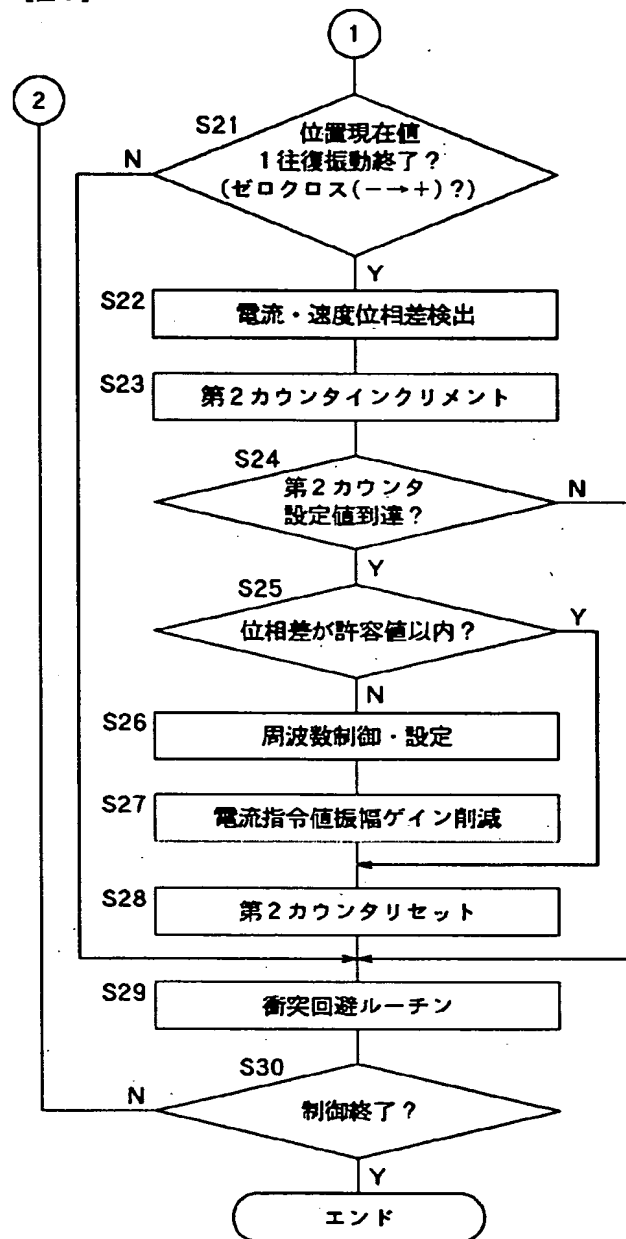 1
2
S21
位置現在値
1往復振動終了?
(ゼロクロス(-→+)?)
N
Y
S22
電流・速度位相差検出
S23
第2カウンタインクリメント
S24
第2カウンタ
設定値到達?
N
Y
S25
位相差が許容値以内?
Y
N
S26
周波数制御・設定
S27
電流指令値振幅ゲイン削減
S28
第2カウンタリセット
S29
衝突回避ルーチン
S30
制御終了?
N
Y
エンド